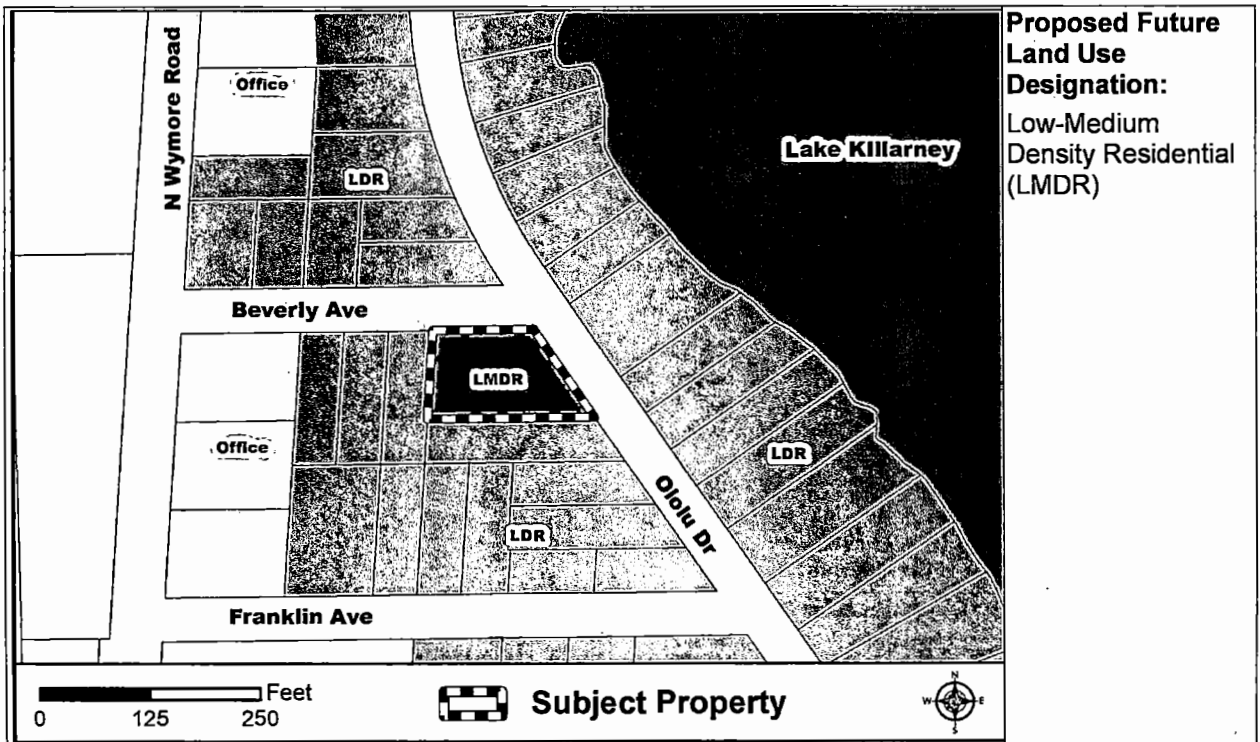 Proposed Future
Land Use
Designation:
Low-Medium
Density Residential
(LMDR)
N Wymore Road
Office
LDR
Lake Killarney
Beverly Ave
LMDR
Office
LDR
Ololu Dr
LDR
Franklin Ave
Feet
0 125 250
Subject Property
N
W E
S